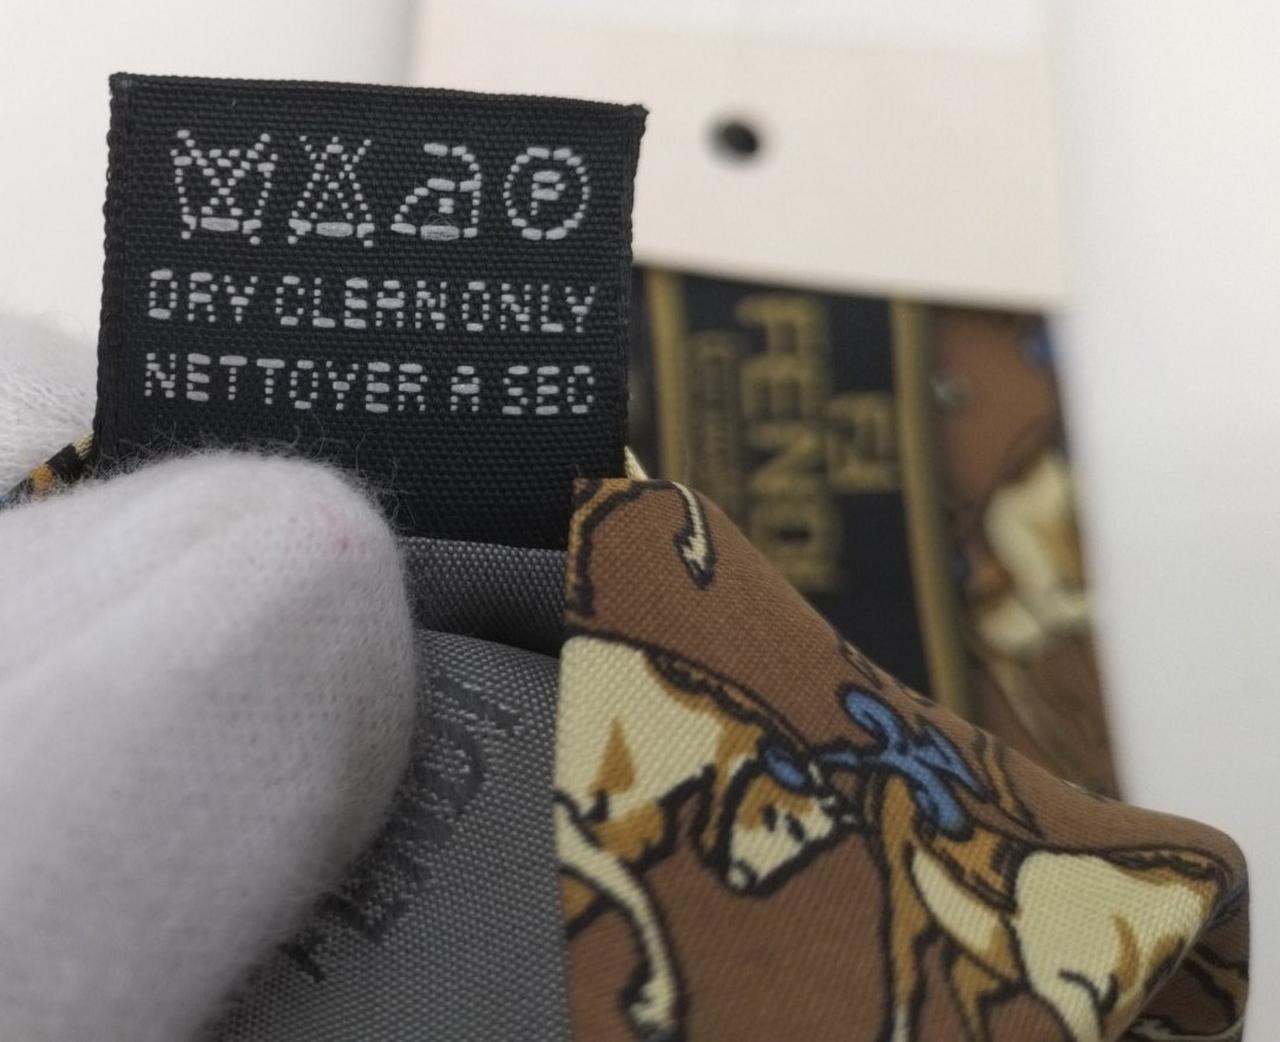 P
DRY CLEAN ONLY
NETTOYER A SEC
FENDI